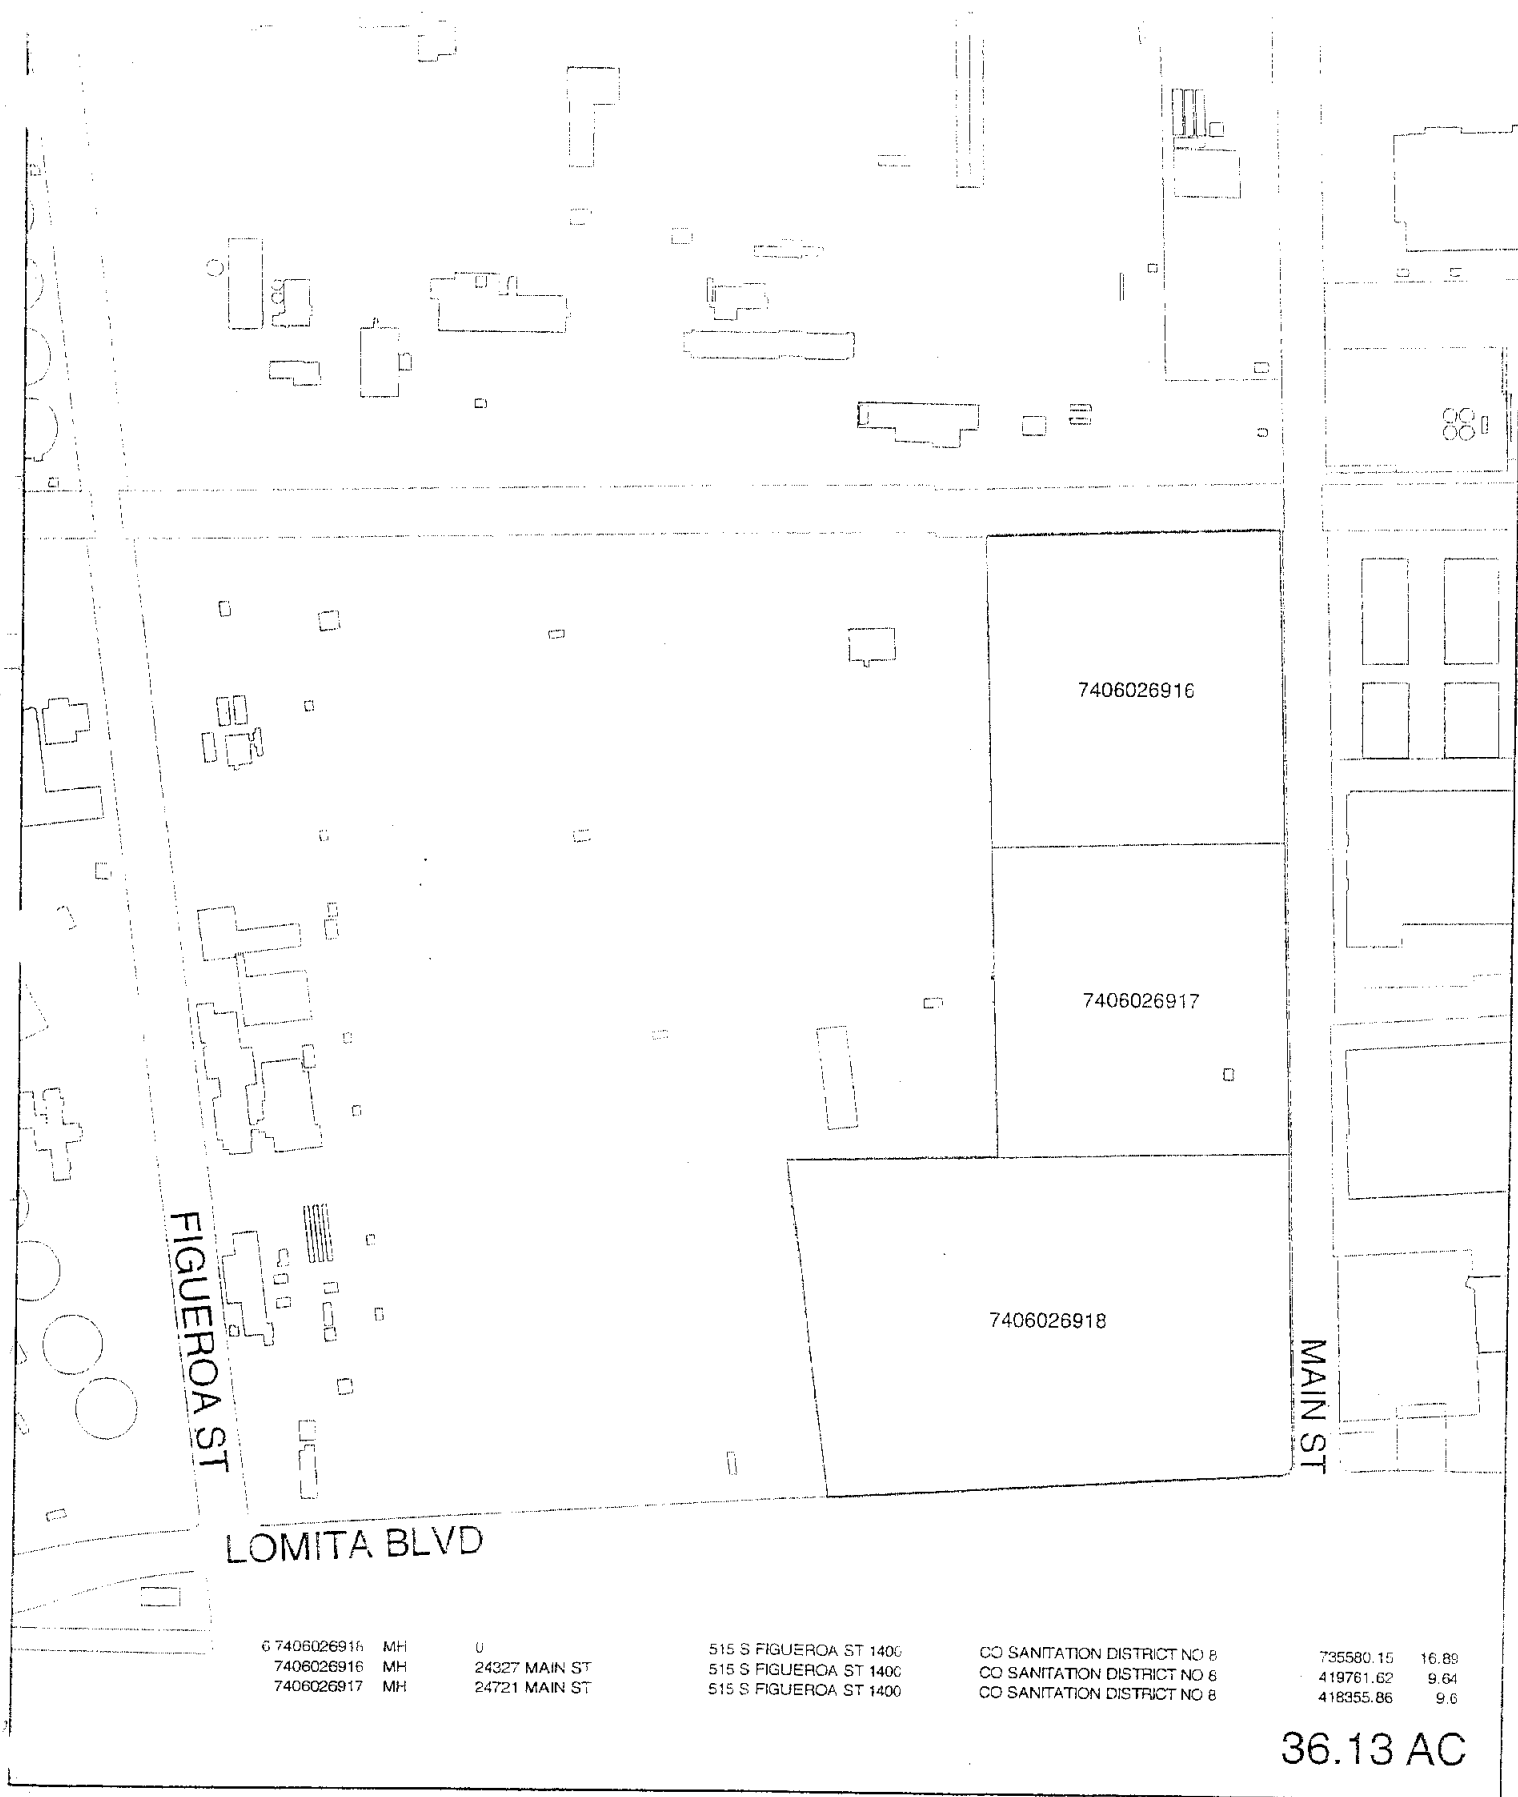 7406026916
7406026917
7406026918
FIGUEROA ST
MAIN ST
LOMITA BLVD
6 7406026918 MH 0 515 S FIGUEROA ST 1400 CO SANITATION DISTRICT NO 8 735580.15 16.89
7406026916 MH 24327 MAIN ST 515 S FIGUEROA ST 1400 CO SANITATION DISTRICT NO 8 419761.62 9.64
7406026917 MH 24721 MAIN ST 515 S FIGUEROA ST 1400 CO SANITATION DISTRICT NO 8 418355.86 9.6
36.13 AC